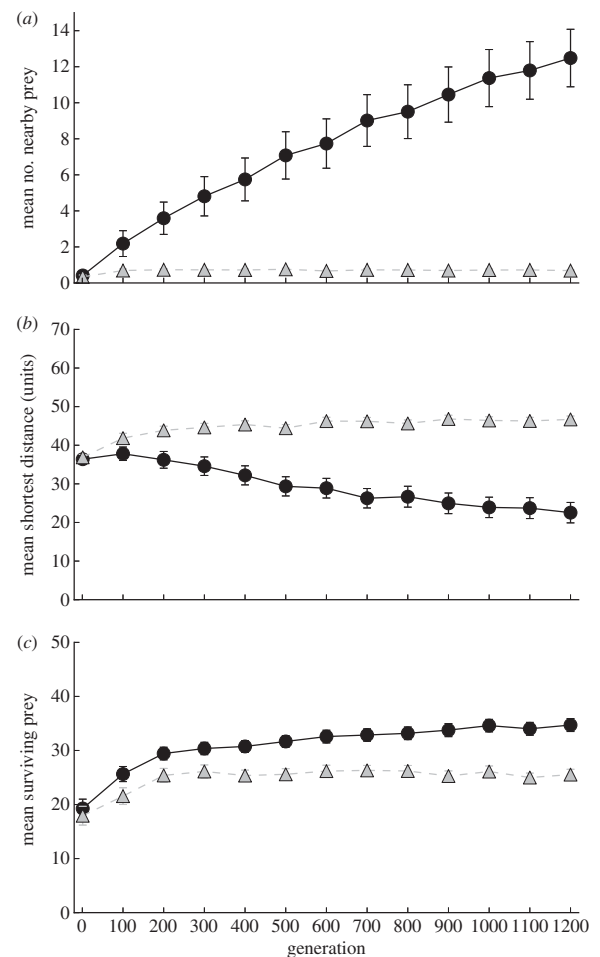 (a)
14
12
10
8
6
4
2
0
mean no. nearby prey
(b)
70
60
50
40
30
20
10
0
mean shortest distance (units)
(c)
50
40
30
20
10
0
mean surviving prey
0 100 200 300 400 500 600 700 800 900 1000 1100 1200
generation